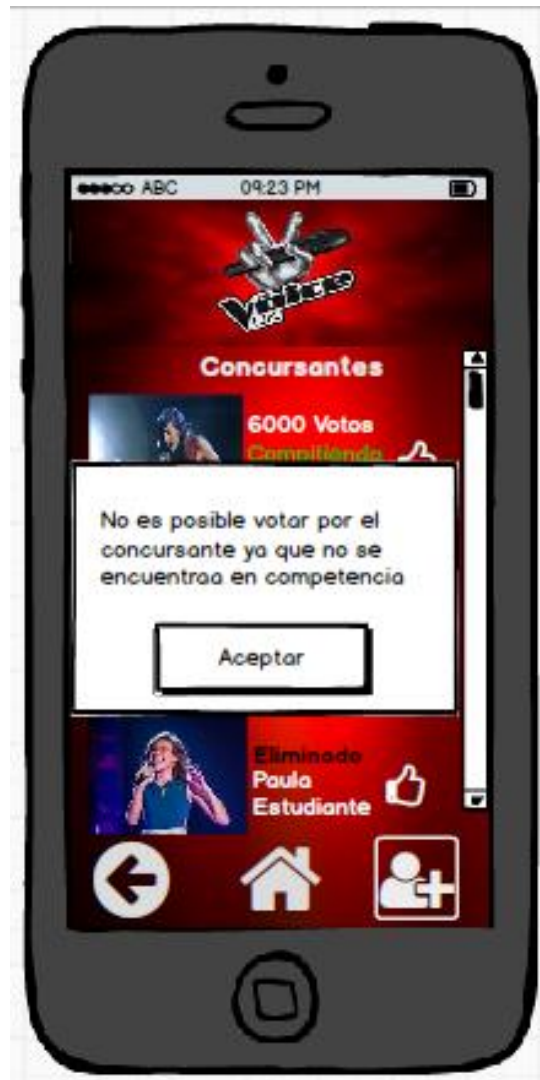 ABC 09:23 PM
Concursantes
6000 Votos
Compitiendo
No es posible votar por el
concursante ya que no se
encuentraa en competencia
Aceptar
Eliminado
Paula
Estudiante